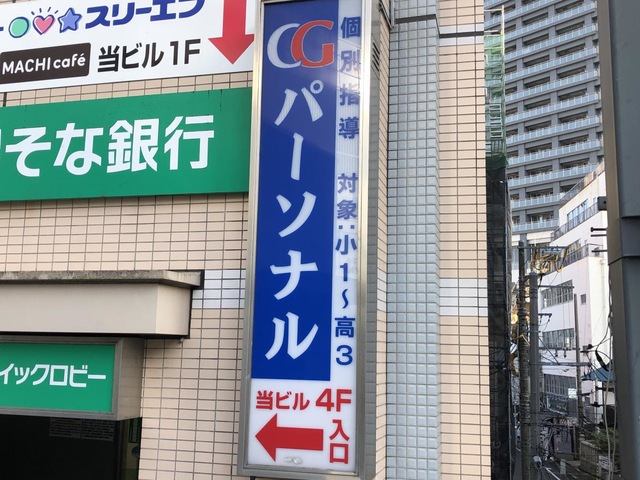 スリーエフ
MACHI café 当ビル1F
そな銀行
イックロビー
CG
パーソナル
個別指導 対象:小1〜高3
当ビル 4F
入口